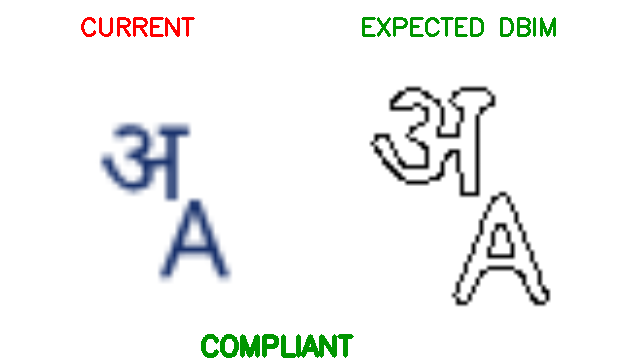 CURRENT EXPECTED DBIM
अ अ
A A
COMPLIANT